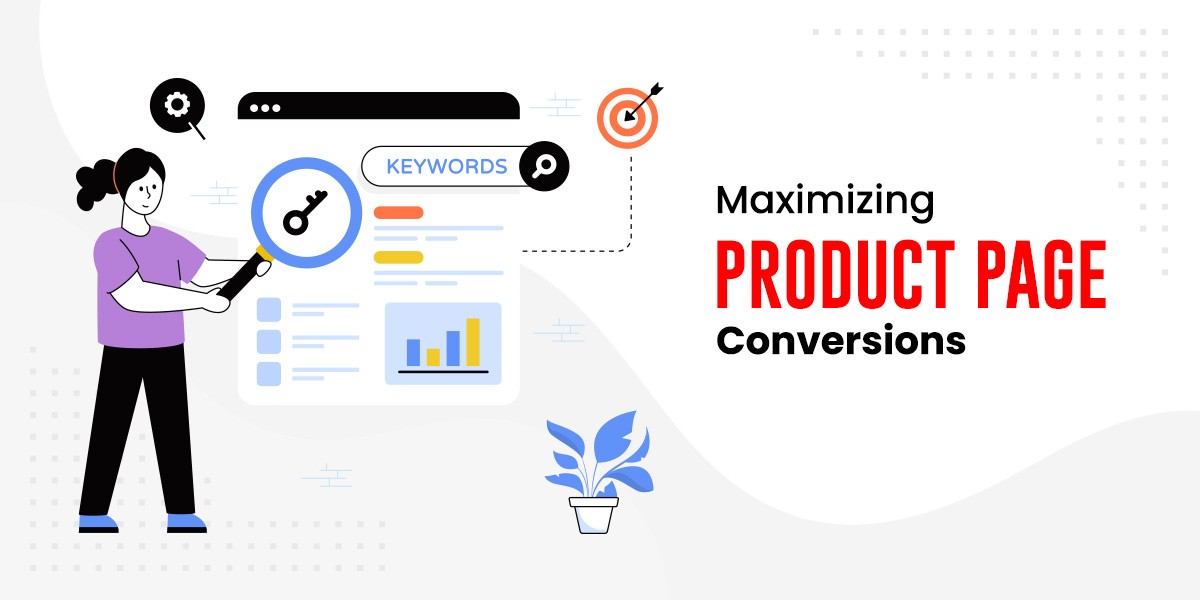 KEYWORDS
Maximizing
PRODUCT PAGE
Conversions